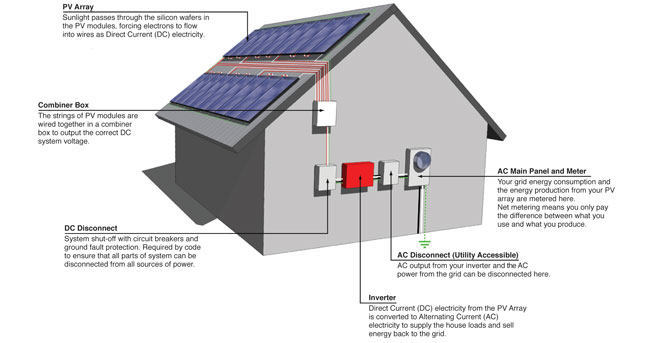 PV Array
Sunlight passes through the silicon wafers in
the PV modules, forcing electrons to flow
into wires as Direct Current (DC) electricity.
Combiner Box
The strings of PV modules are
wired together in a combiner
box to output the correct DC
system voltage.
AC Main Panel and Meter
Your grid energy consumption and
the energy production from your PV
array are metered here.
Net metering means you only pay
the difference between what you
use and what you produce.
DC Disconnect
System shut-off with circuit breakers and
ground fault protection. Required by code
to ensure that all parts of system can be
disconnected from all sources of power.
AC Disconnect (Utility Accessible)
AC output from your inverter and the AC
power from the grid can be disconnected here.
Inverter
Direct Current (DC) electricity from the PV Array
is converted to Alternating Current (AC)
electricity to supply the house loads and sell
energy back to the grid.